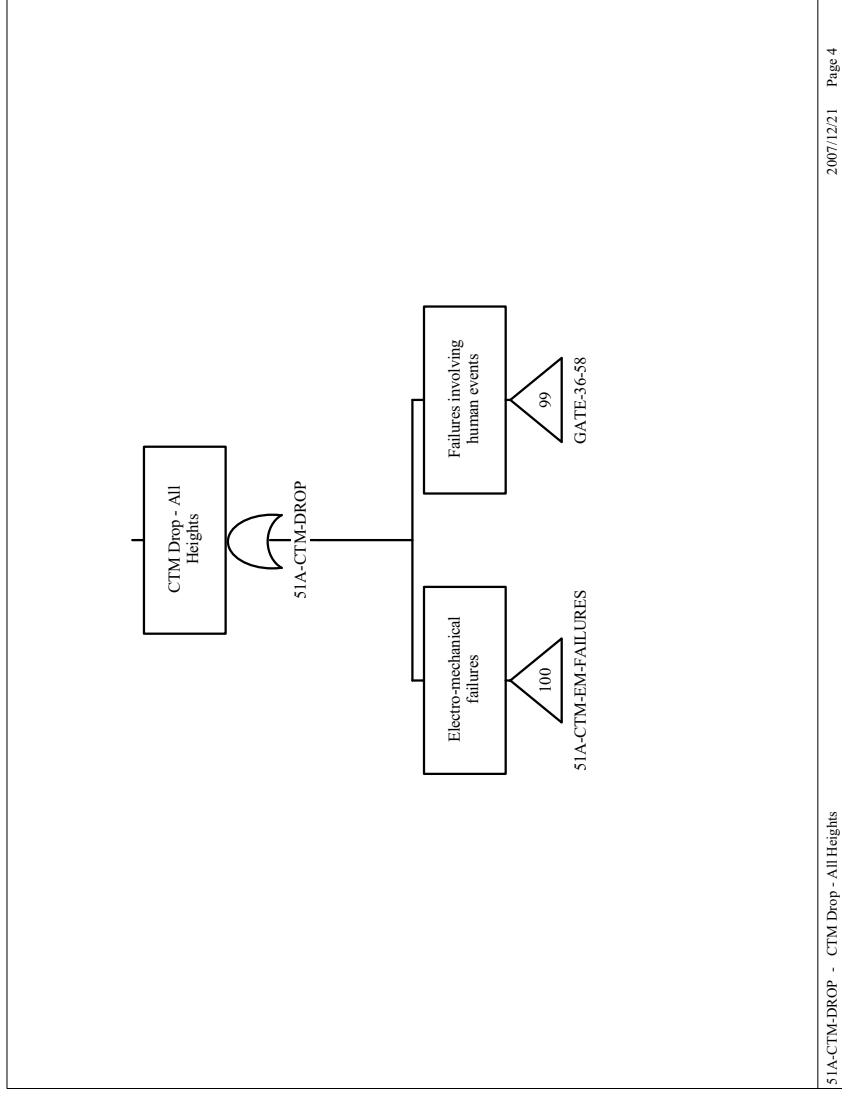 CTM Drop - All
Heights
51A-CTM-DROP
Electro-mechanical
failures
100
51A-CTM-EM-FAILURES
Failures involving
human events
99
GATE-36-58
51A-CTM-DROP - CTM Drop - All Heights
2007/12/21 Page 4